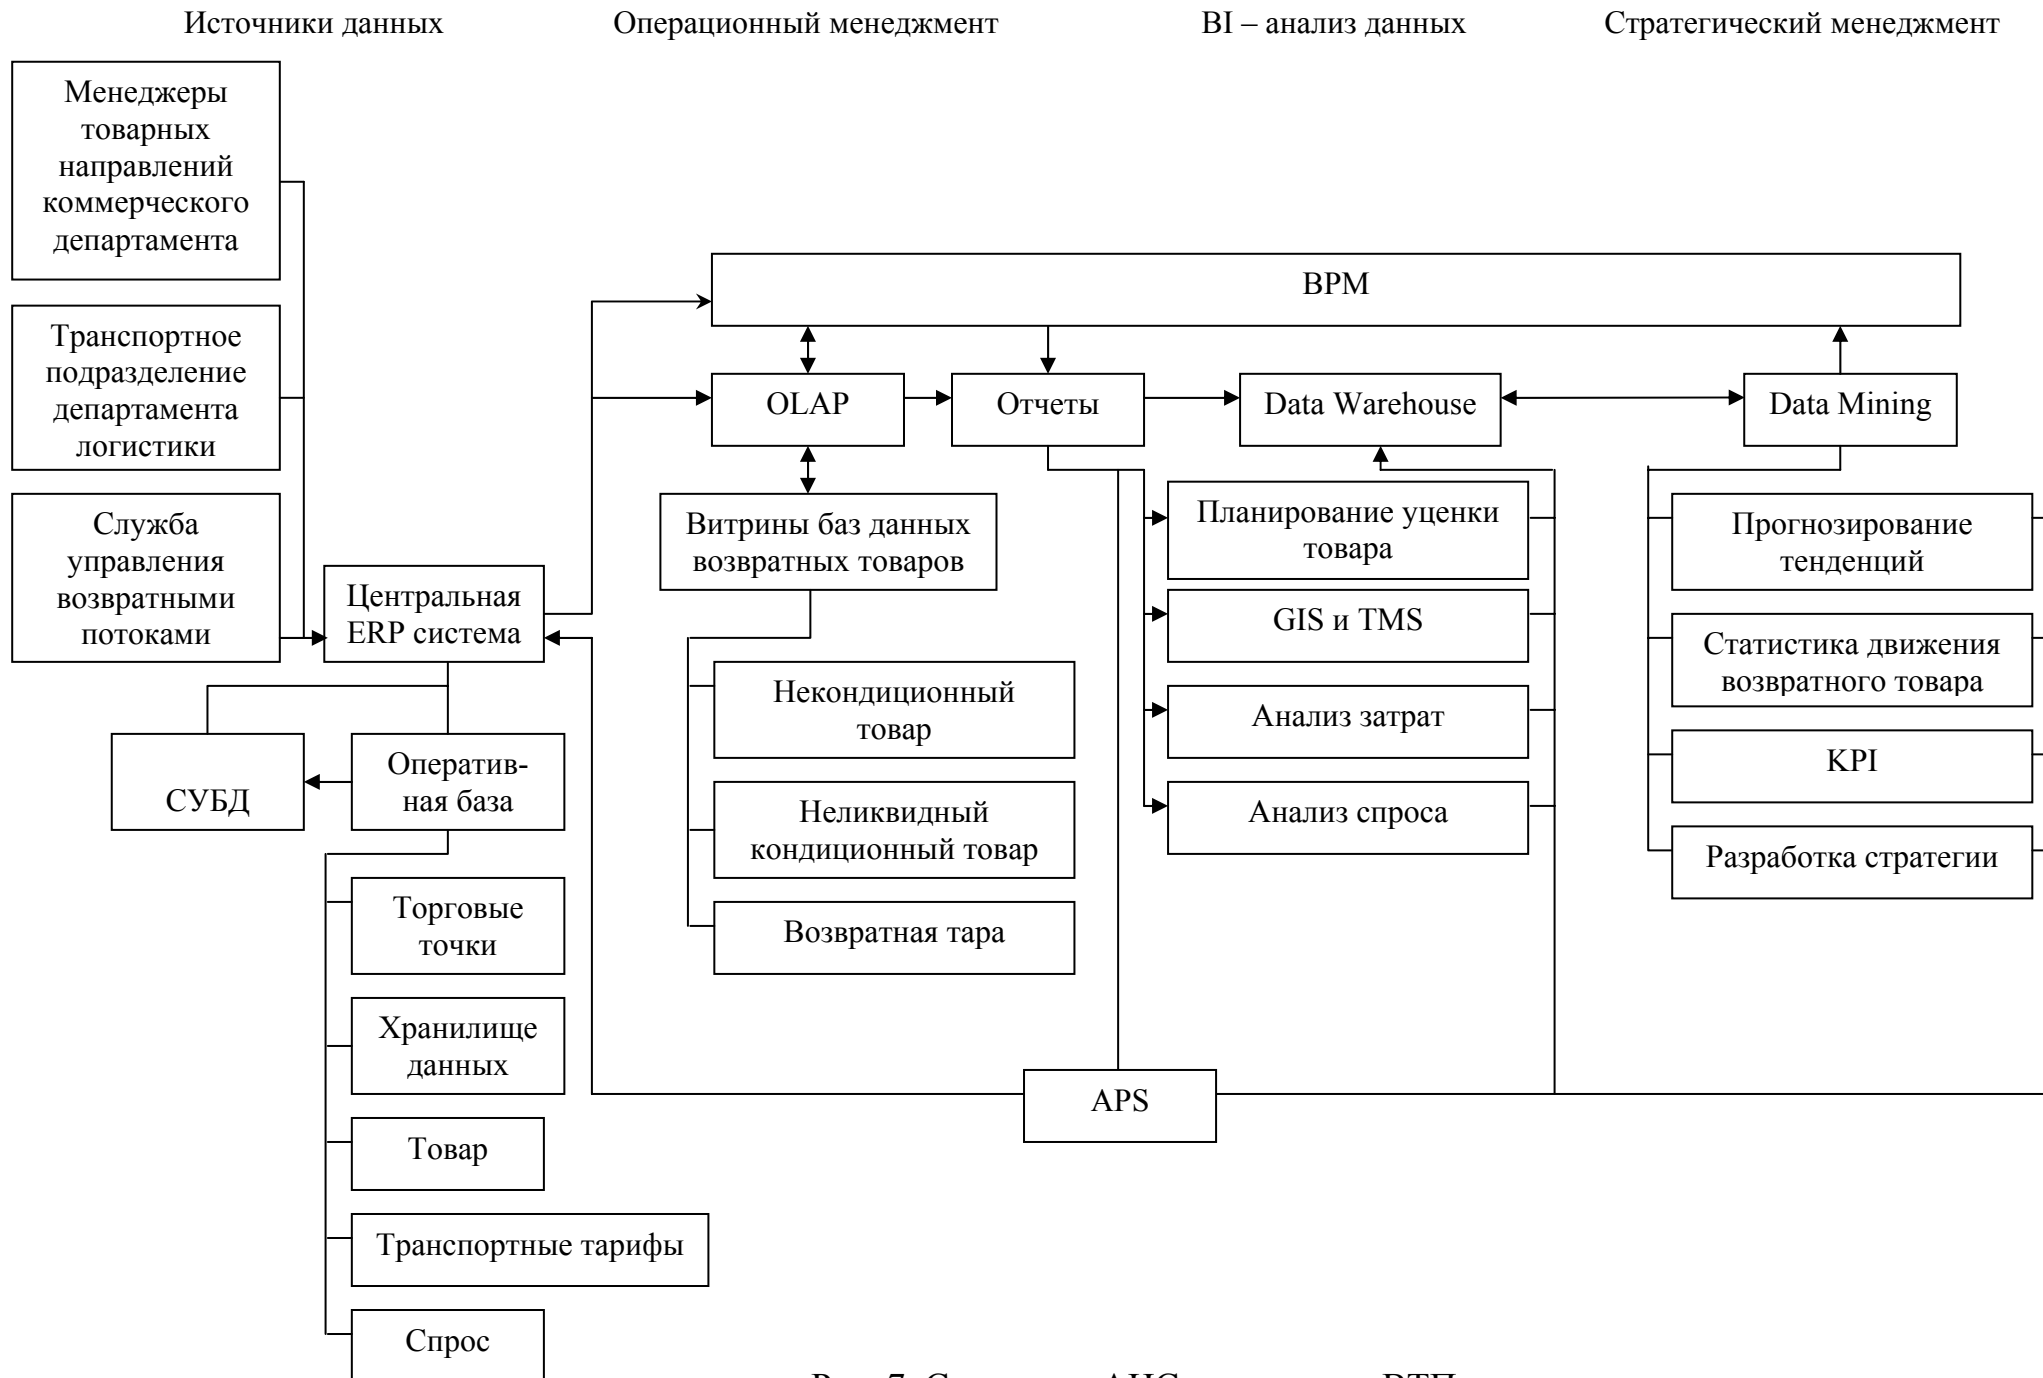 Источники данных
Операционный менеджмент
BI – анализ данных
Стратегический менеджмент
Менеджеры
товарных
направлений
коммерческого
департамента
Транспортное
подразделение
департамента
логистики
Служба
управления
возвратными
потоками
Центральная
ERP система
СУБД
Оператив-
ная база
Торговые
точки
Хранилище
данных
Товар
Транспортные тарифы
Спрос
BPM
OLAP
Отчеты
Data Warehouse
Data Mining
Витрины баз данных
возвратных товаров
Некондиционный
товар
Неликвидный
кондиционный товар
Возвратная тара
Планирование уценки
товара
GIS и TMS
Анализ затрат
Анализ спроса
Прогнозирование
тенденций
Статистика движения
возвратного товара
KPI
Разработка стратегии
APS